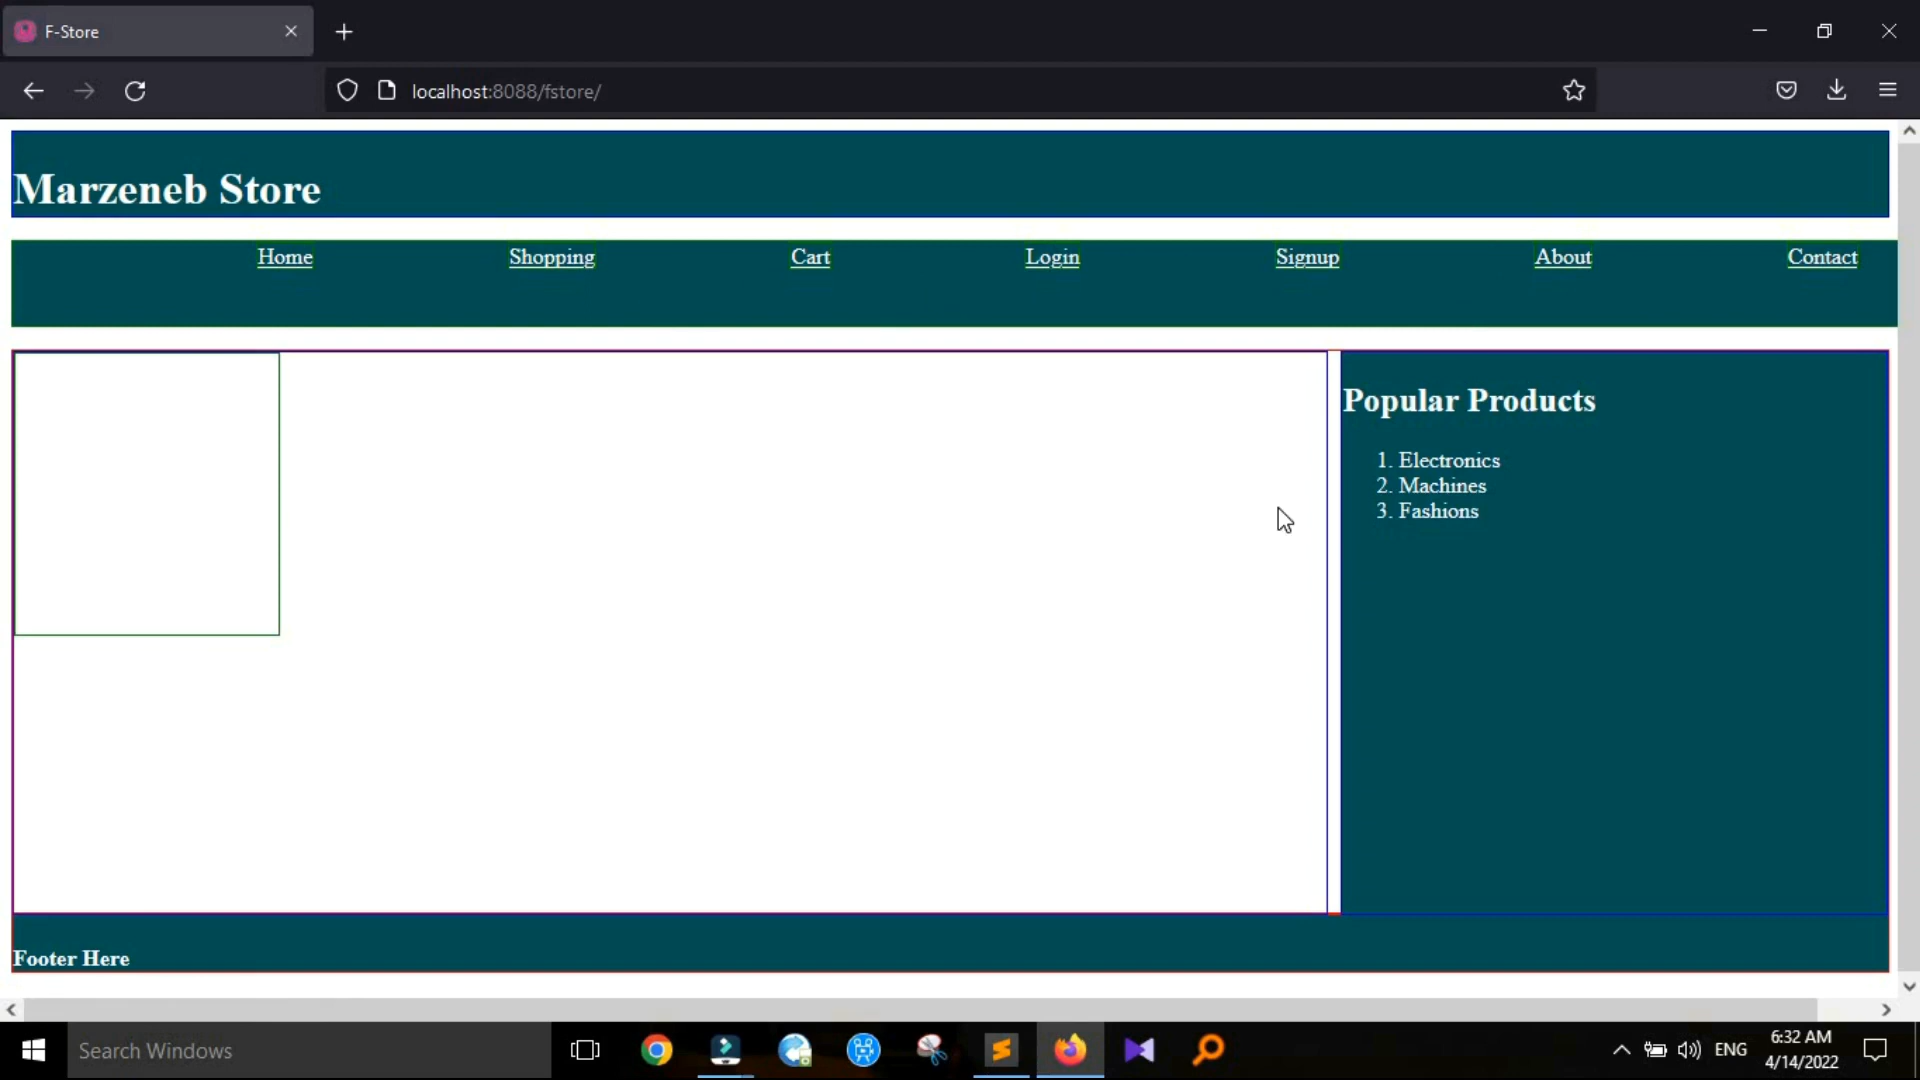 F-Store
localhost:8088/fstore/
Marzeneb Store
Home Shopping Cart Login Signup About Contact
Popular Products
1. Electronics
2. Machines
3. Fashions
Footer Here
Search Windows
ENG
6:32 AM
4/14/2022